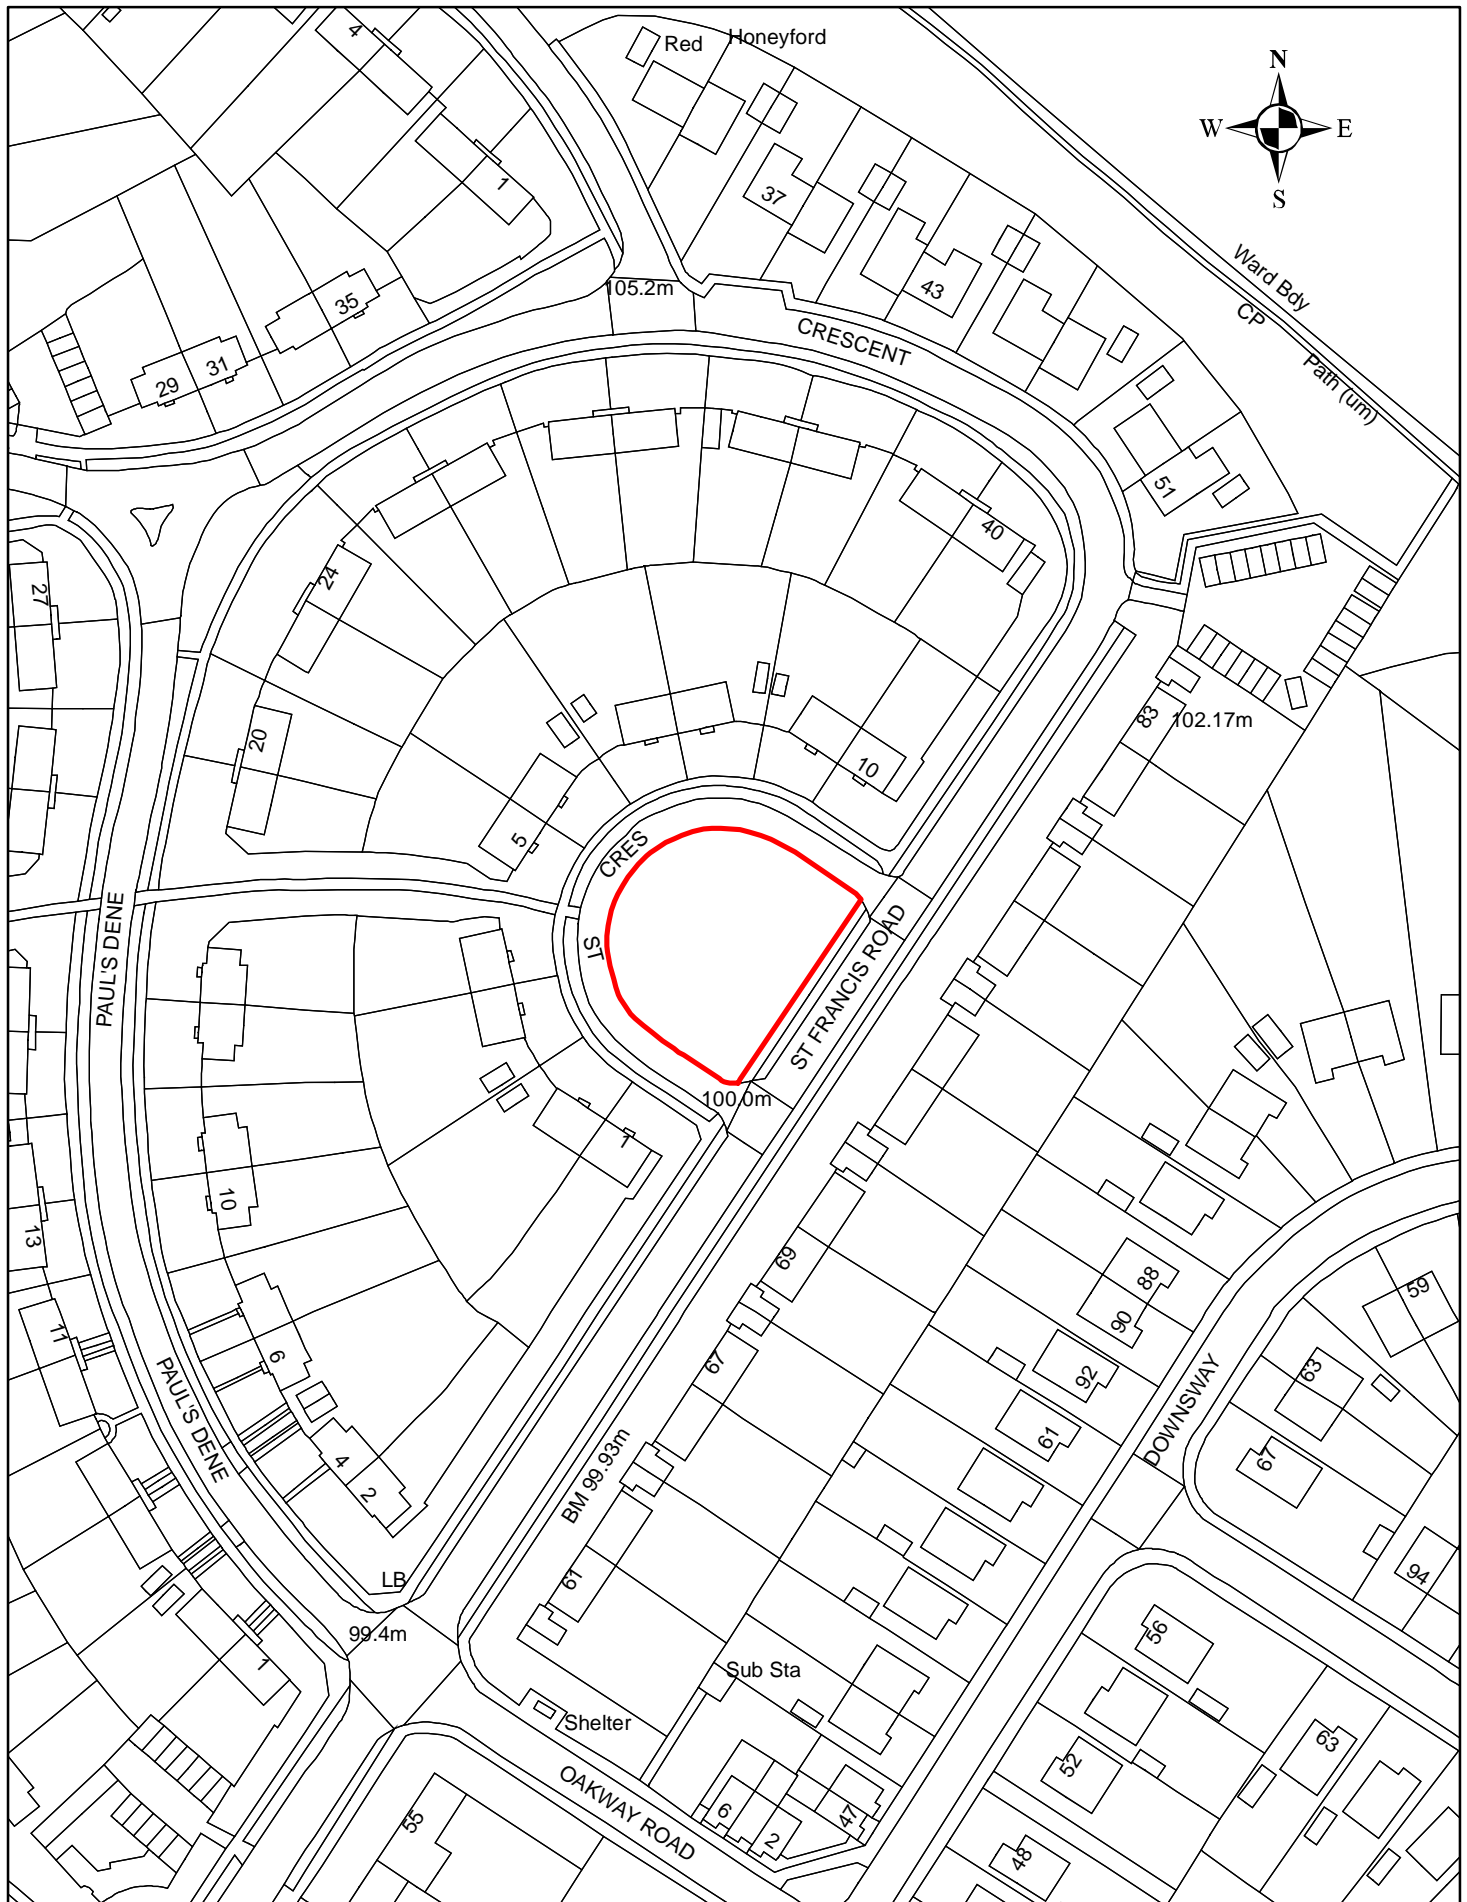 4
Red
Honeyford
N
W
E
S
1
37
43
35
105.2m
CRESCENT
Ward Bdy
CP
Path (um)
31
29
51
40
24
27
20
83
102.17m
10
5
CRES
ST
PAUL'S DENE
ST FRANCIS ROAD
100.0m
1
10
13
69
88
90
59
11
6
PAUL'S DENE
67
92
63
DOWNSWAY
61
67
4
2
BM 99.93m
61
94
LB
99.4m
56
1
Sub Sta
Shelter
63
52
OAKWAY ROAD
55
6
2
47
48